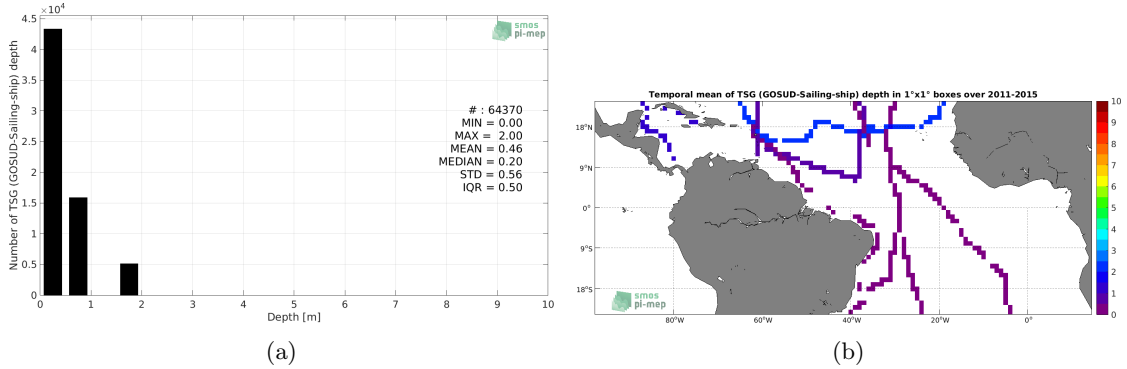 smos
pi-mep
4.5
×10⁴
4
3.5
3
2.5
2
1.5
1
0.5
0
Number of TSG (GOSUD-Sailing-ship) depth
# : 64370
MIN = 0.00
MAX = 2.00
MEAN = 0.46
MEDIAN = 0.20
STD = 0.56
IQR = 0.50
0 1 2 3 4 5 6 7 8 9 10
Depth [m]
(a)
Temporal mean of TSG (GOSUD-Sailing-ship) depth in 1°x1° boxes over 2011-2015
18°N
9°N
0°
9°S
18°S
80°W 60°W 40°W 20°W 0°
smos
pi-mep
10
9
8
7
6
5
4
3
2
1
0
(b)